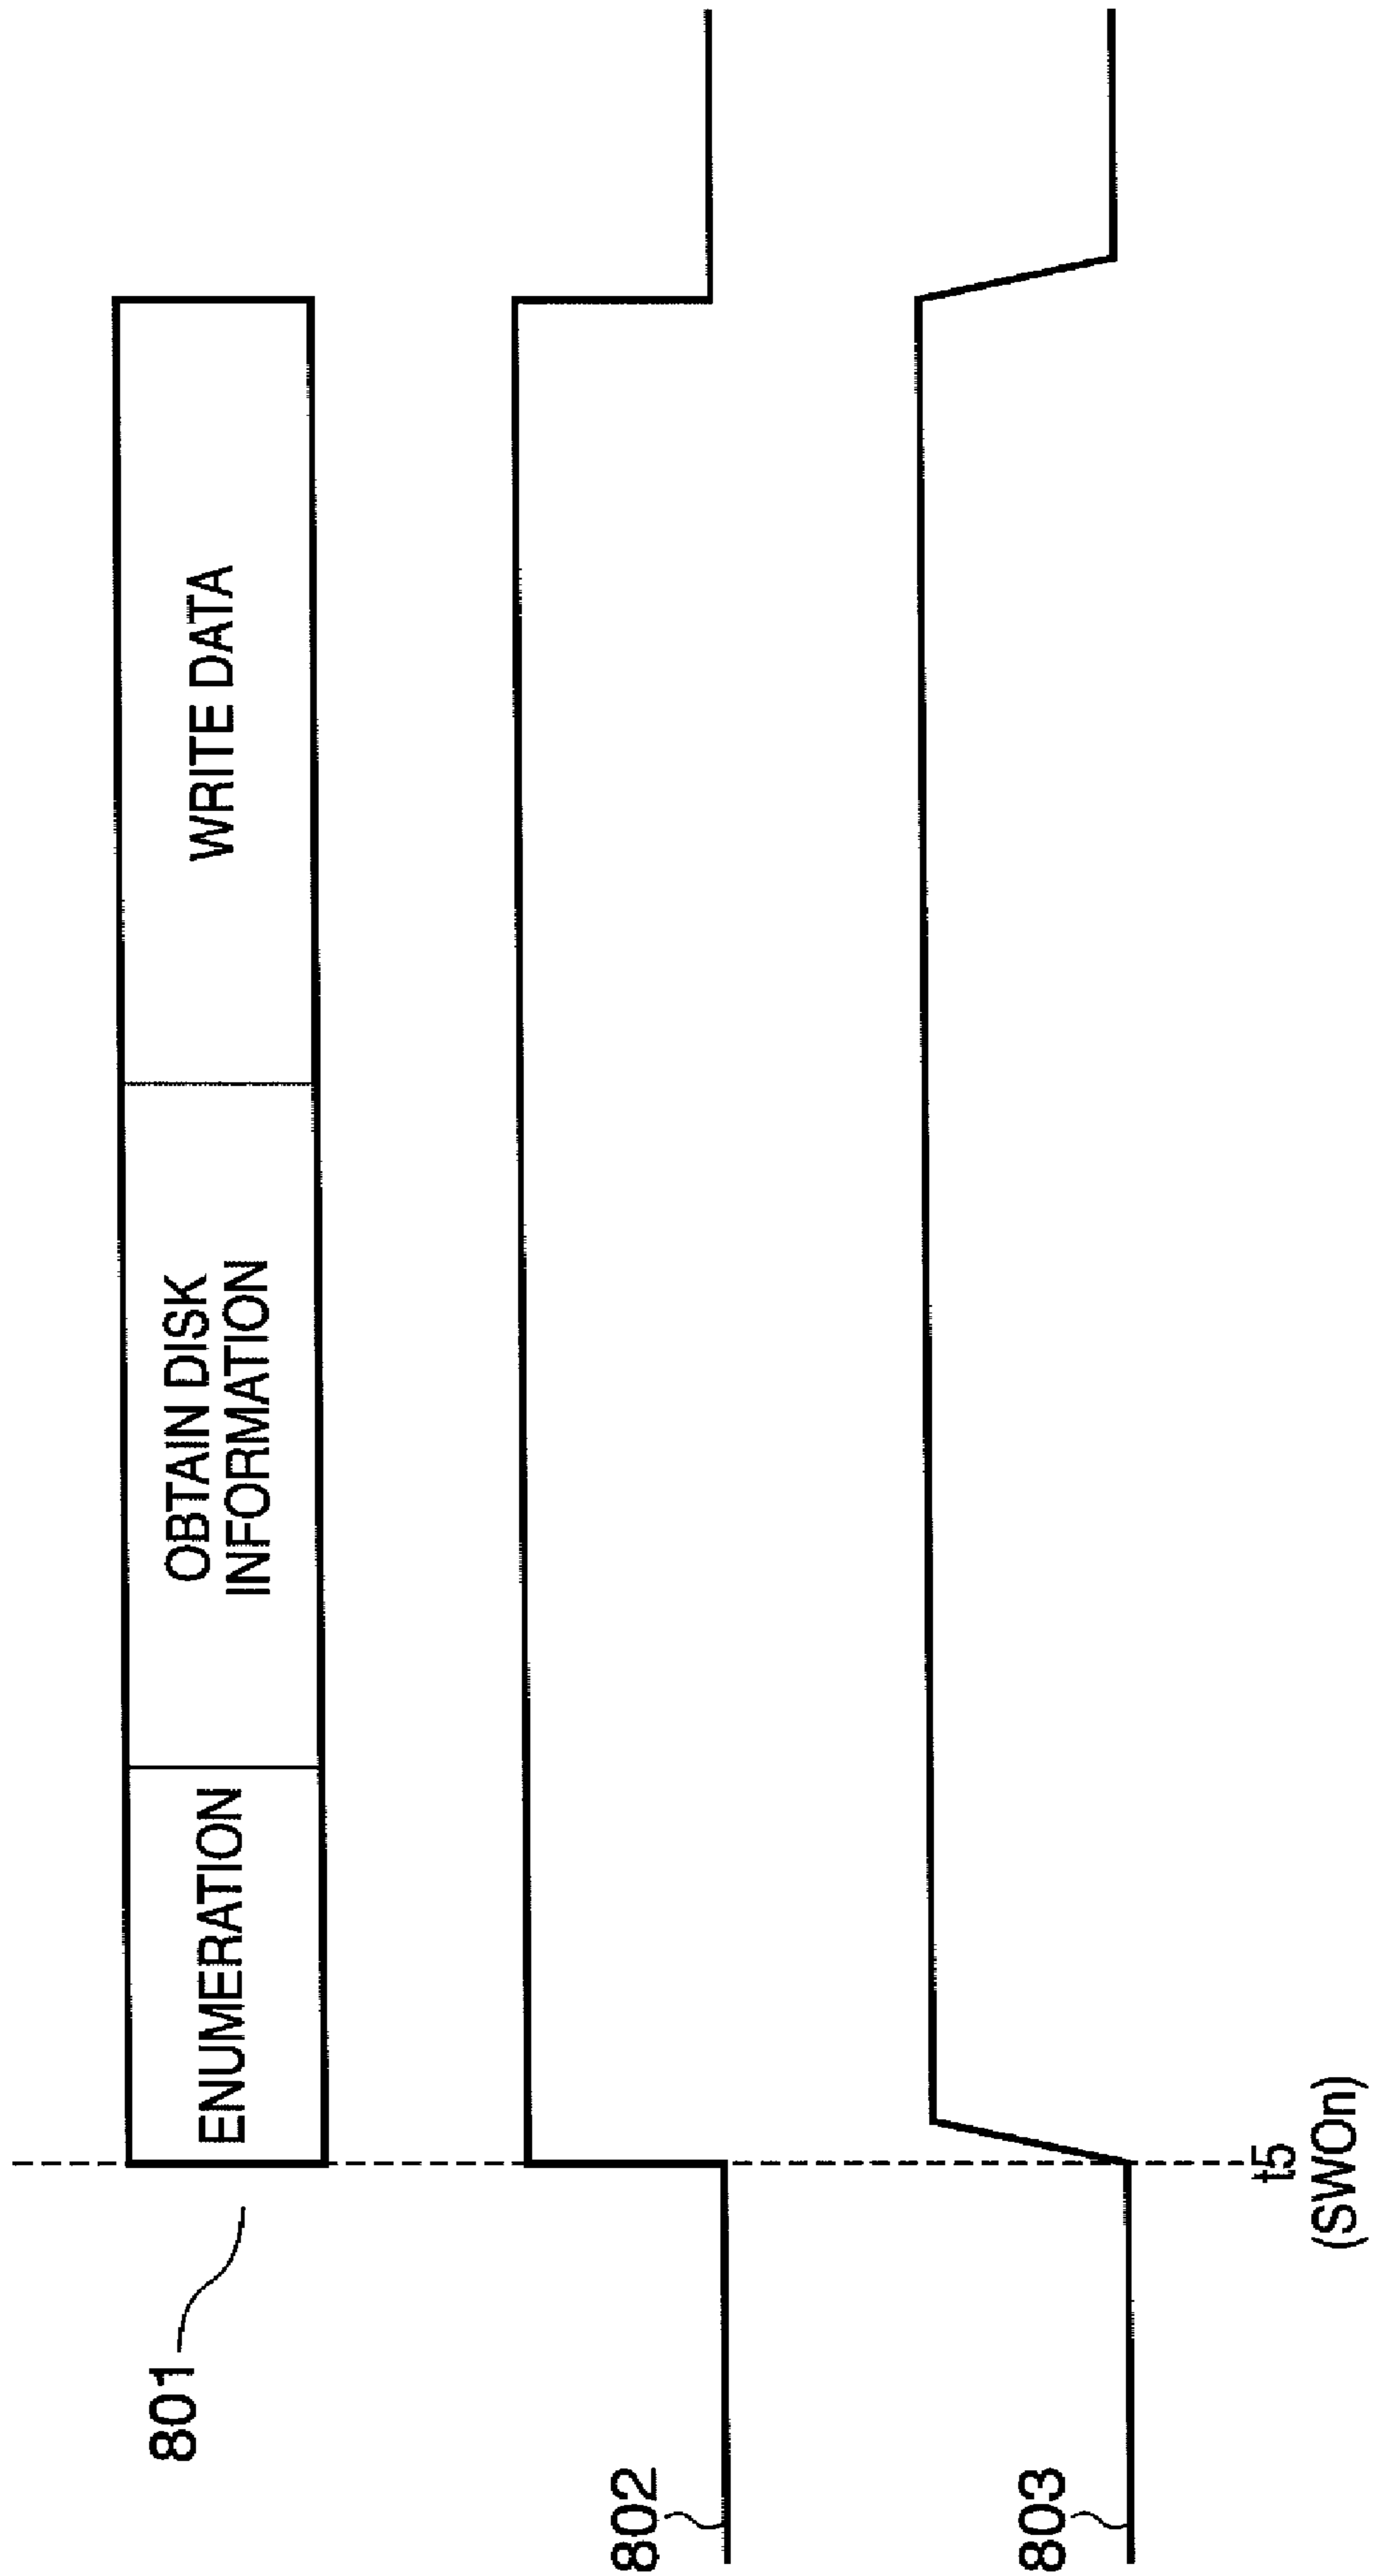 801
ENUMERATION
OBTAIN DISK
INFORMATION
WRITE DATA
802
803
t5
(SWOn)